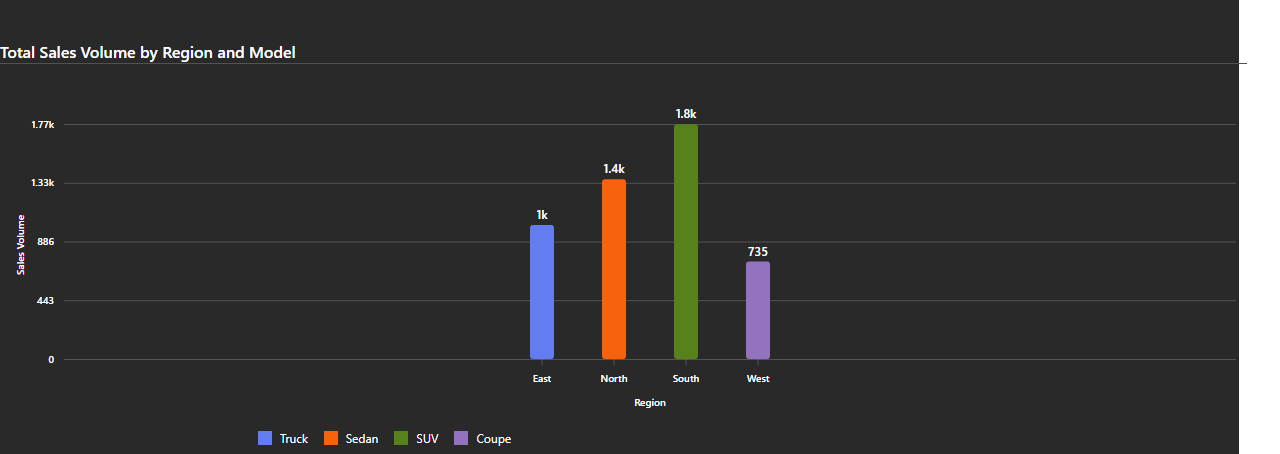 Total Sales Volume by Region and Model
1.8k
1.77k
1.4k
1.33k
1k
886
735
443
0
Sales Volume
East North South West
Region
Truck Sedan SUV Coupe